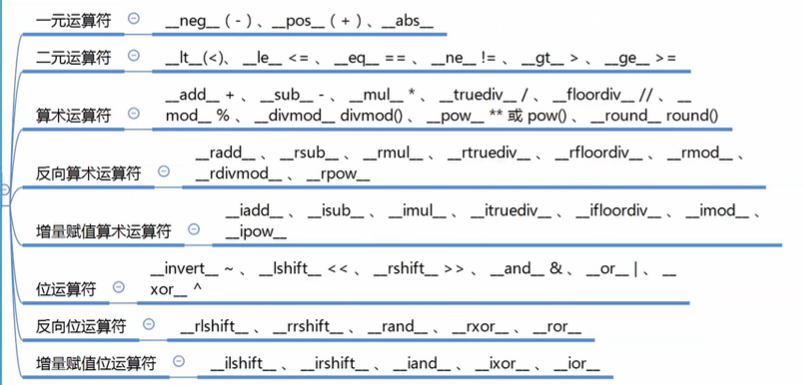 一元运算符 __neg__ ( - ) 、__pos__ ( + ) 、__abs__
二元运算符 __lt__(<)、 __le__ <= 、 __eq__ == 、 __ne__ != 、 __gt__ > 、 __ge__ >=
算术运算符 __add__ + 、 __sub__ - 、 __mul__ * 、 __truediv__ / 、 __floordiv__ // 、 __
mod__ % 、 __divmod__ divmod() 、 __pow__ ** 或 pow() 、 __round__ round()
反向算术运算符 __radd__ 、 __rsub__ 、 __rmul__ 、 __rtruediv__ 、 __rfloordiv__ 、 __rmod__ 、
__rdivmod__ 、 __rpow__
增量赋值算术运算符 __iadd__ 、 __isub__ 、 __imul__ 、 __itruediv__ 、 __ifloordiv__ 、 __imod__ 、
__ipow__
位运算符 __invert__ ~ 、 __lshift__ << 、 __rshift__ >> 、 __and__ & 、 __or__ | 、 __
xor__ ^
反向位运算符 __rlshift__ 、 __rrshift__ 、 __rand__ 、 __rxor__ 、 __ror__
增量赋值位运算符 __ilshift__ 、 __irshift__ 、 __iand__ 、 __ixor__ 、 __ior__